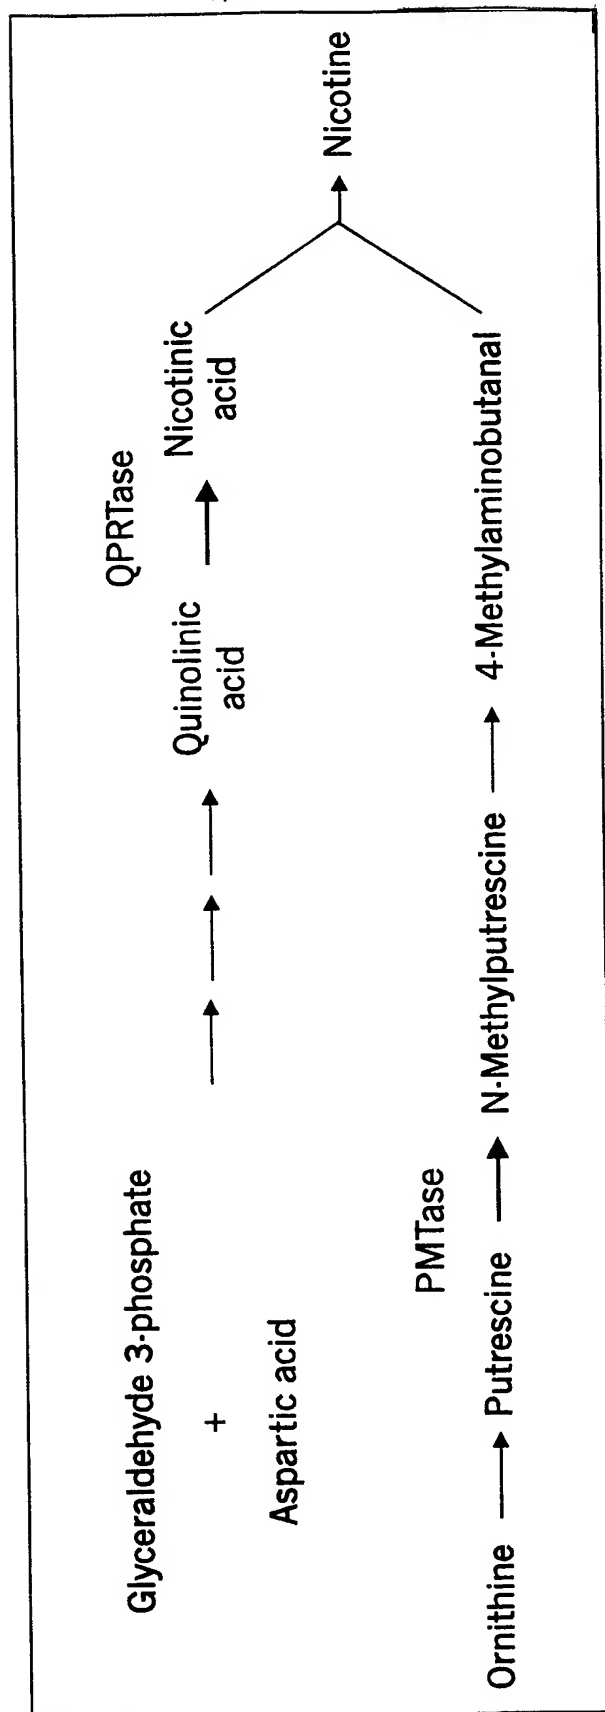 Glyceraldehyde 3-phosphate
+
Aspartic acid
Quinolinic
acid
QPRTase
Nicotinic
acid
Nicotine
Ornithine
Putrescine
PMTase
N-Methylputrescine
4-Methylaminobutanal